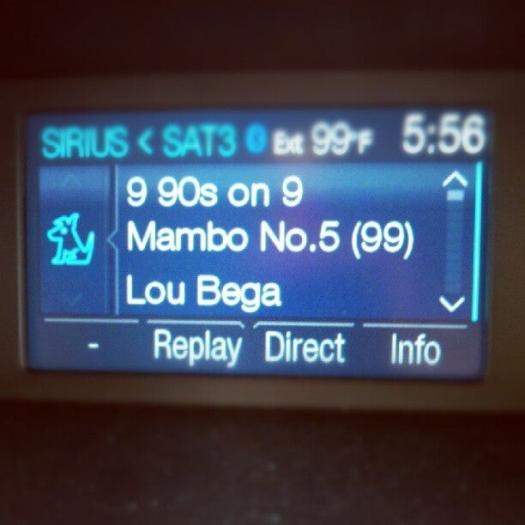 SIRIUS < SAT3 Ext 99°F 5:56
9 90s on 9
Mambo No.5 (99)
Lou Bega
- Replay Direct Info